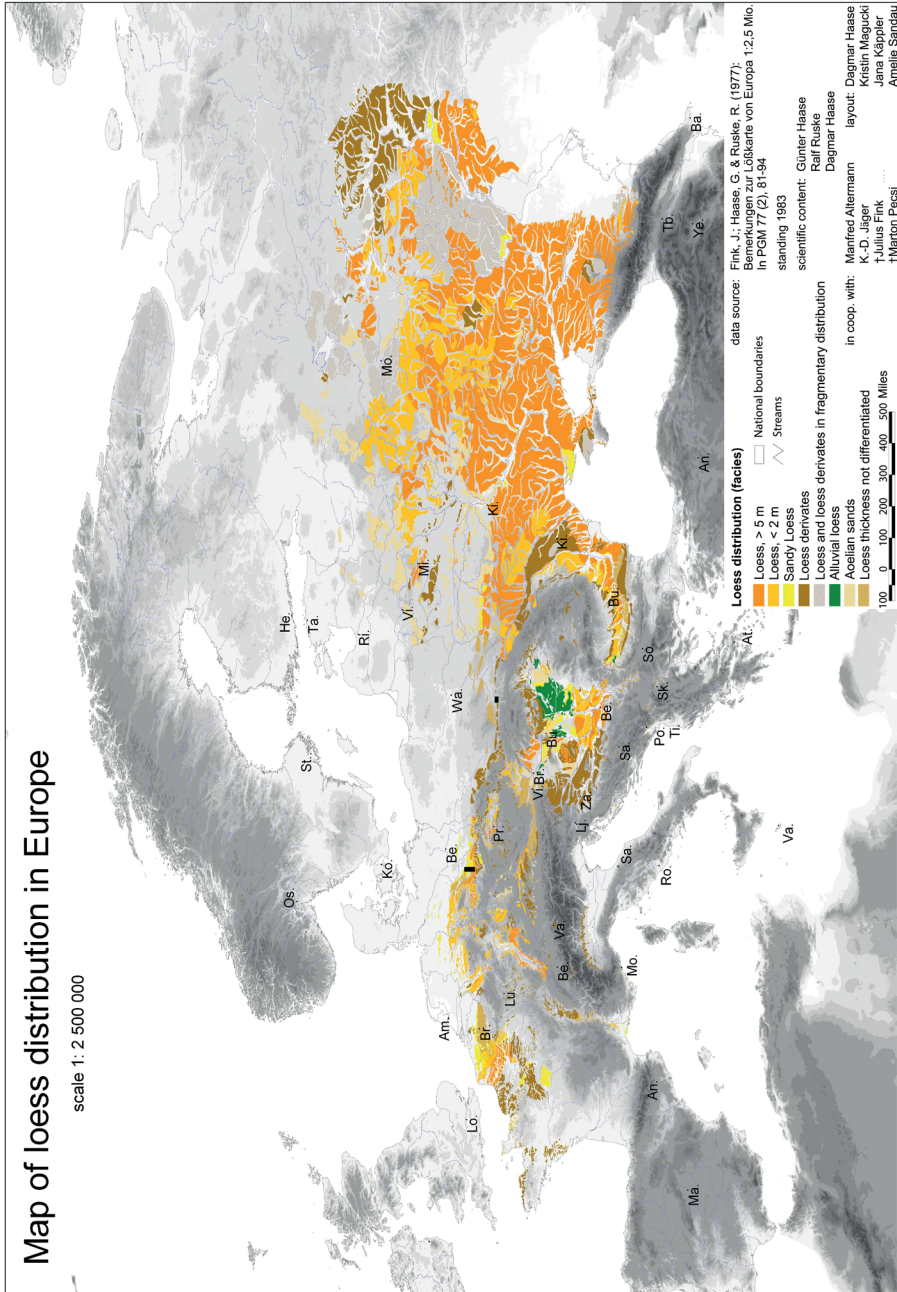 Map of loess distribution in Europe
scale 1: 2 500 000
Os.
He.
St.
Ta.
Ri.
Ko.
Mo.
Vi.
Mi.
Am.
Be.
Wa.
Lo.
Br.
Ki.
Pr.
Lu.
Vi.
Br.
Bu.
Be.
Va.
Ki.
Lj.
Za.
Be.
Bu.
Sa.
Sa.
Mo.
So.
An.
Po.
Sk.
Ro.
Tb.
Ti.
Ma.
Ye.
Ba.
An.
At.
Va.
Loess distribution (facies)
Loess, > 5 m
Loess, < 2 m
Sandy Loess
Loess derivates
Loess and loess derivates in fragmentary distribution
Alluvial loess
Aoelian sands
Loess thickness not differentiated
National boundaries
Streams
100 0 100 200 300 400 500 Miles
data source: Fink, J.; Haase, G. & Ruske, R. (1977):
Bemerkungen zur Lößkarte von Europa 1:2,5 Mio.
In PGM 77 (2), 81-94
standing 1983
scientific content: Günter Haase
Ralf Ruske
Dagmar Haase
in coop. with: Manfred Altermann
K.-D. Jäger
†Julius Fink
†Marton Pecsi
layout: Dagmar Haase
Kristin Magucki
Jana Käppler
Amelie Sandau